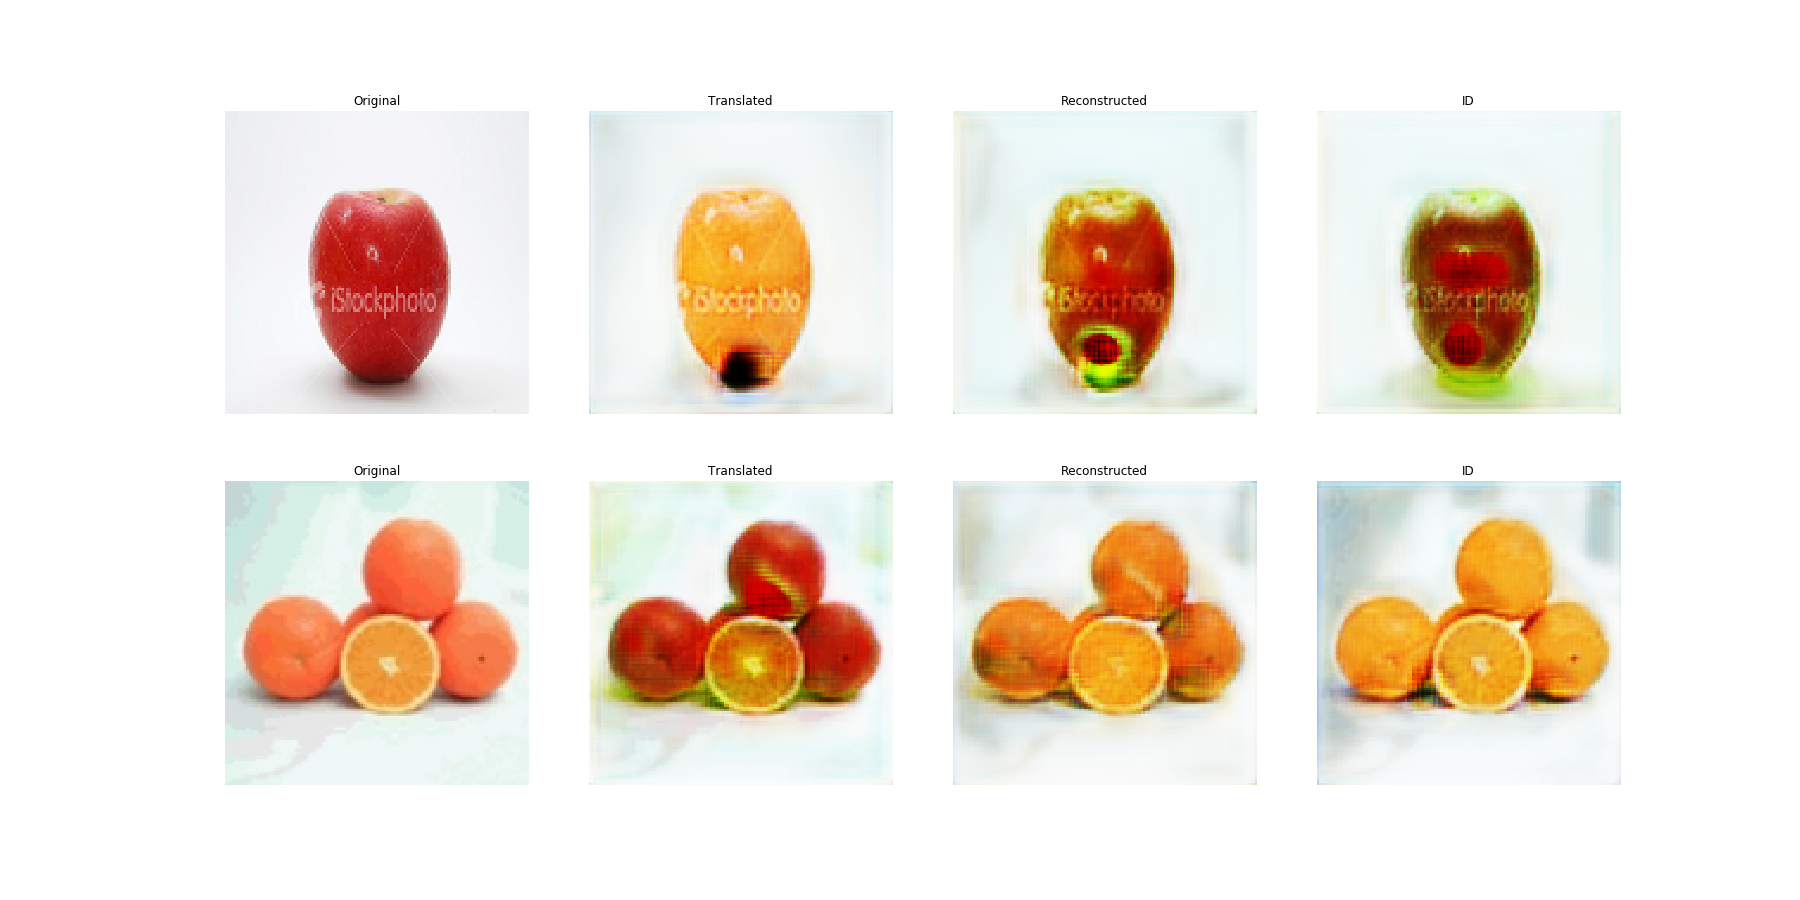 Original Translated Reconstructed ID
iStockphoto iStockphoto iStockphoto iStockphoto
Original Translated Reconstructed ID